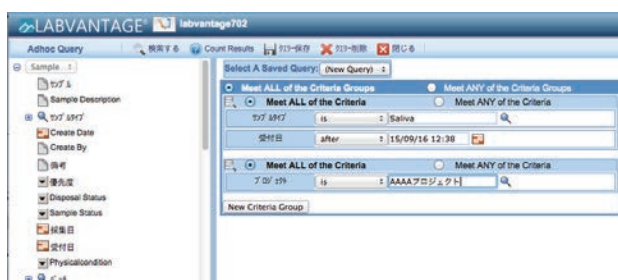 LABVANTAGE® labvantage702
Adhoc Query 検索する Count Results クエリー保存 クエリー削除 閉じる
Sample
Select A Saved Query: (New Query)
サンプル
Meet ALL of the Criteria Groups Meet ANY of the Criteria Groups
Sample Description
Meet ALL of the Criteria Meet ANY of the Criteria
サンプルタイプ
サンプルタイプ is Saliva
Create Date
受付日 after 15/09/16 12:38
Create By
備考
Meet ALL of the Criteria Meet ANY of the Criteria
優先度
プロジェクト is AAAAプロジェクト
Disposal Status
Sample Status
New Criteria Group
採集日
受付日
Physicalcondition